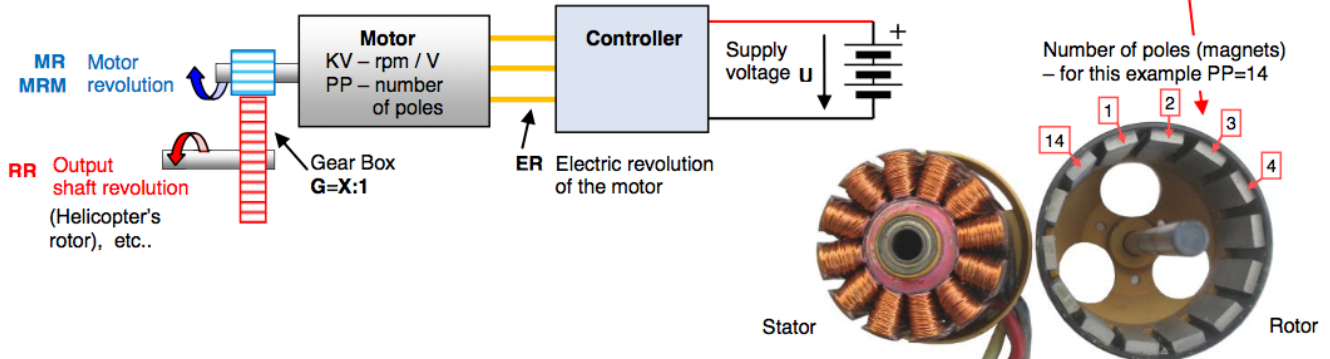 MR Motor
MRM revolution
RR Output
shaft revolution
(Helicopter's
rotor), etc..
Motor
KV – rpm / V
PP – number
of poles
Gear Box
G=X:1
ER Electric revolution
of the motor
Controller
Supply
voltage U
+
Number of poles (magnets)
– for this example PP=14
14
1
2
3
4
Stator
Rotor